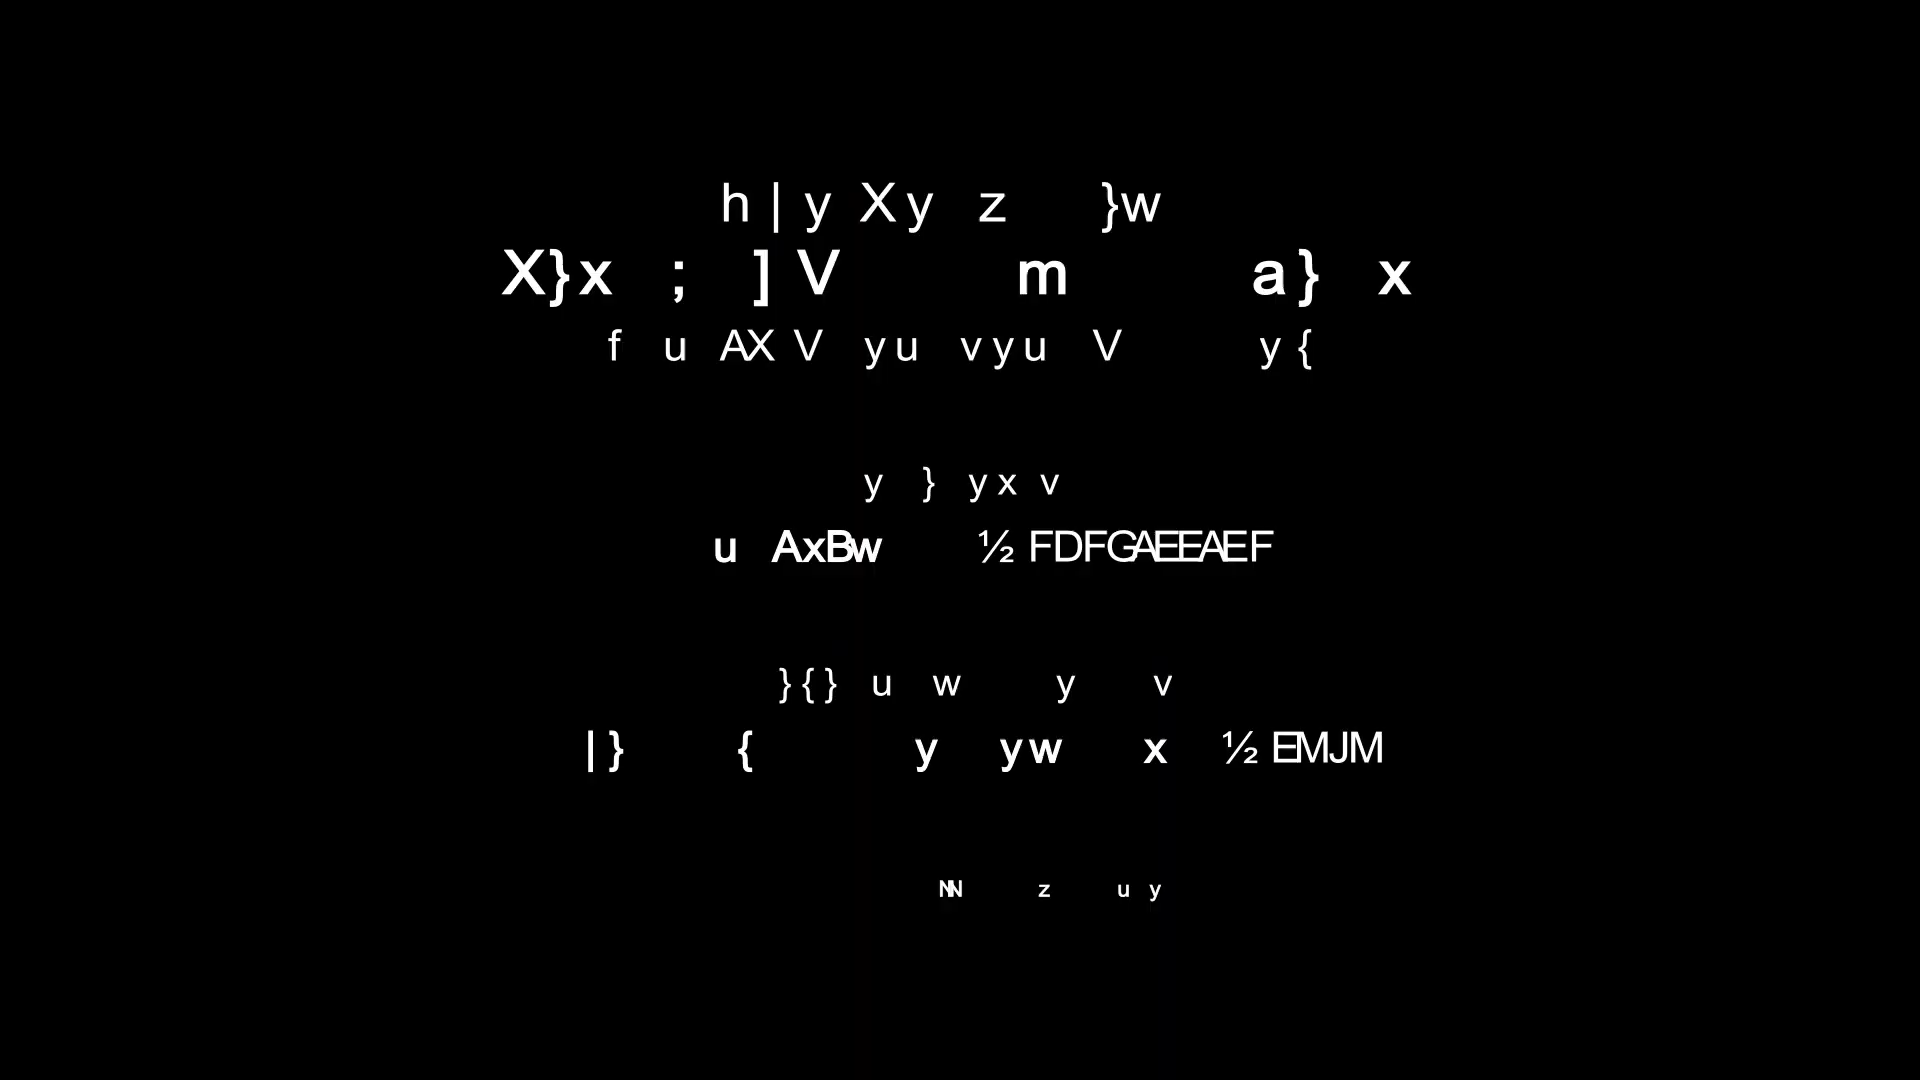 h|y Xy z }w
X}x ; ]V m a} x
f u AX V yu vyu V y{
y } yx v
u AxBw ½ FDFGAEEAEF
}{} u w y v
|} { y yw x ½ EMJM
NN z u y